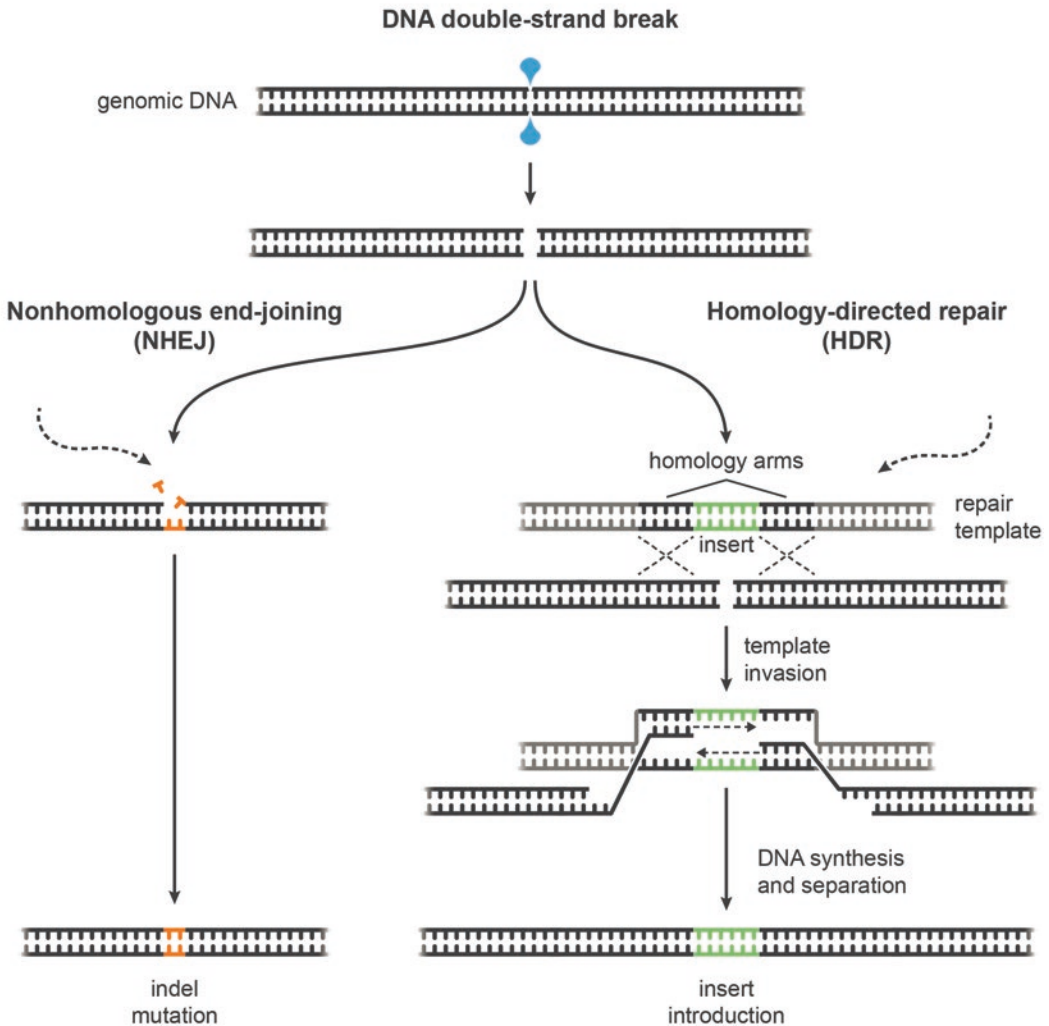 DNA double-strand break
genomic DNA
Nonhomologous end-joining
(NHEJ)
Homology-directed repair
(HDR)
homology arms
repair
template
insert
template
invasion
DNA synthesis
and separation
indel
mutation
insert
introduction